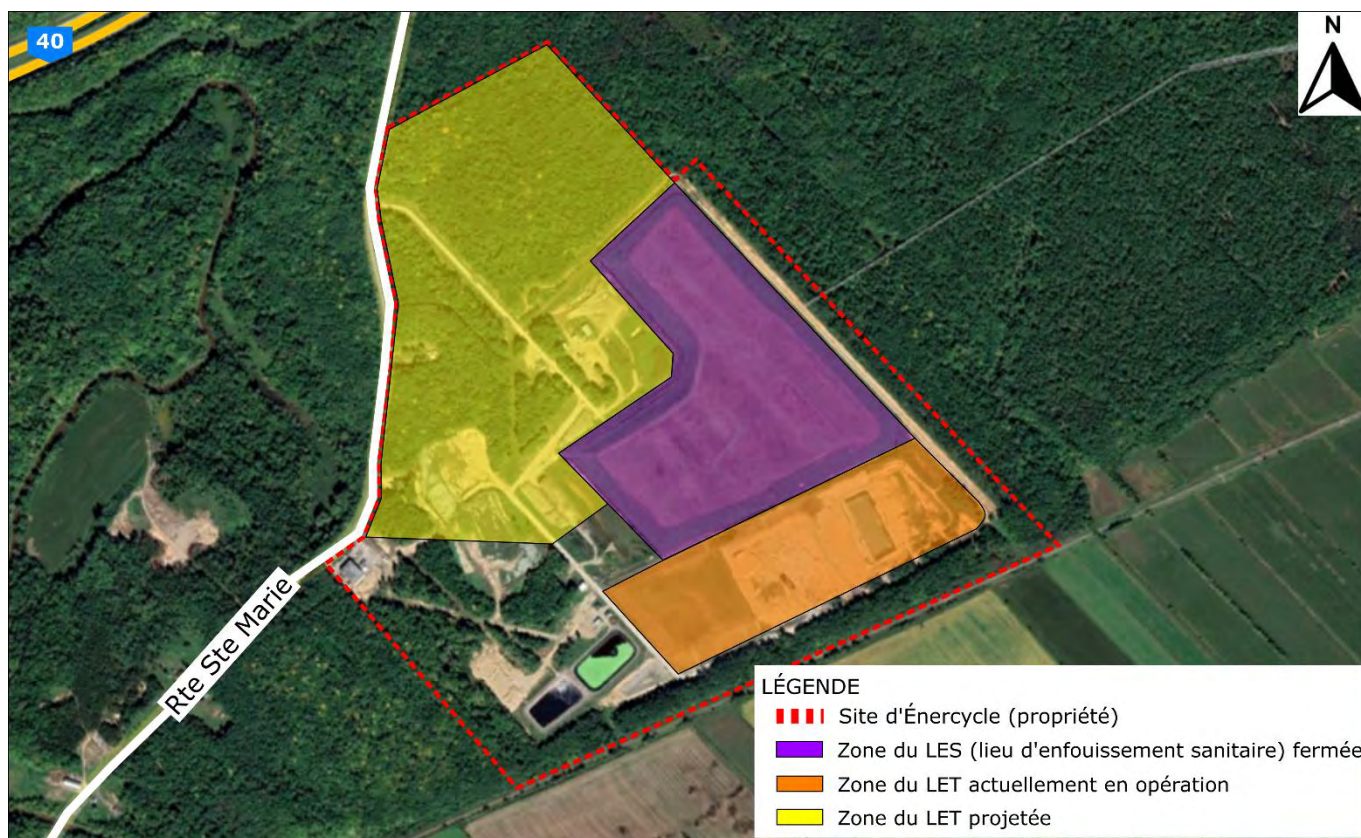 40
N
Rte Ste Marie
LÉGENDE
Site d'Énercycle (propriété)
Zone du LES (lieu d'enfouissement sanitaire) fermée
Zone du LET actuellement en opération
Zone du LET projetée